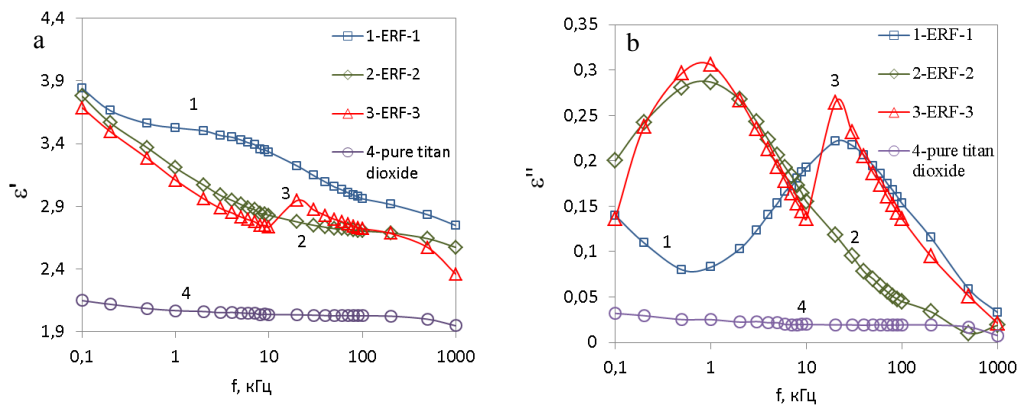 a
ε'
4,4
3,9
3,4
2,9
2,4
1,9
0,1
1
10
100
1000
f, кГц
1-ERF-1
2-ERF-2
3-ERF-3
4-pure titan
dioxide
1
3
2
4
b
ε''
0,35
0,3
0,25
0,2
0,15
0,1
0,05
0
0,1
1
10
100
1000
f, кГц
1-ERF-1
2-ERF-2
3-ERF-3
4-pure titan
dioxide
3
1
2
4